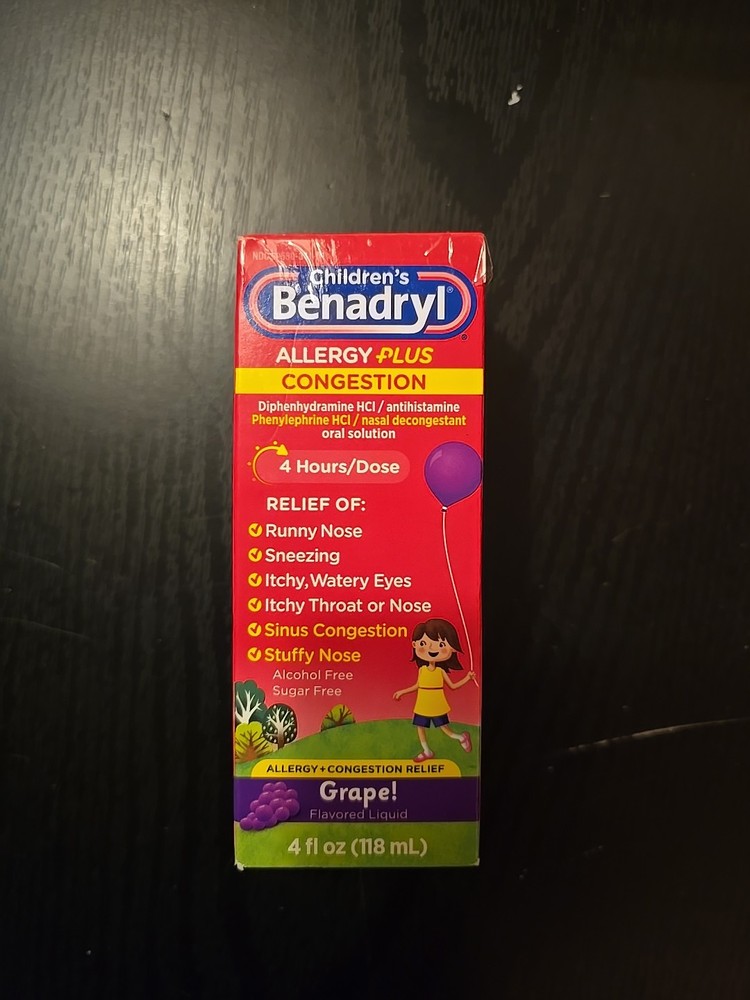 Children's
Benadryl®
ALLERGY PLUS
CONGESTION
Diphenhydramine HCl / antihistamine
Phenylephrine HCl / nasal decongestant
oral solution
4 Hours/Dose
RELIEF OF:
Runny Nose
Sneezing
Itchy, Watery Eyes
Itchy Throat or Nose
Sinus Congestion
Stuffy Nose
Alcohol Free
Sugar Free
ALLERGY+CONGESTION RELIEF
Grape!
Flavored Liquid
4 fl oz (118 mL)